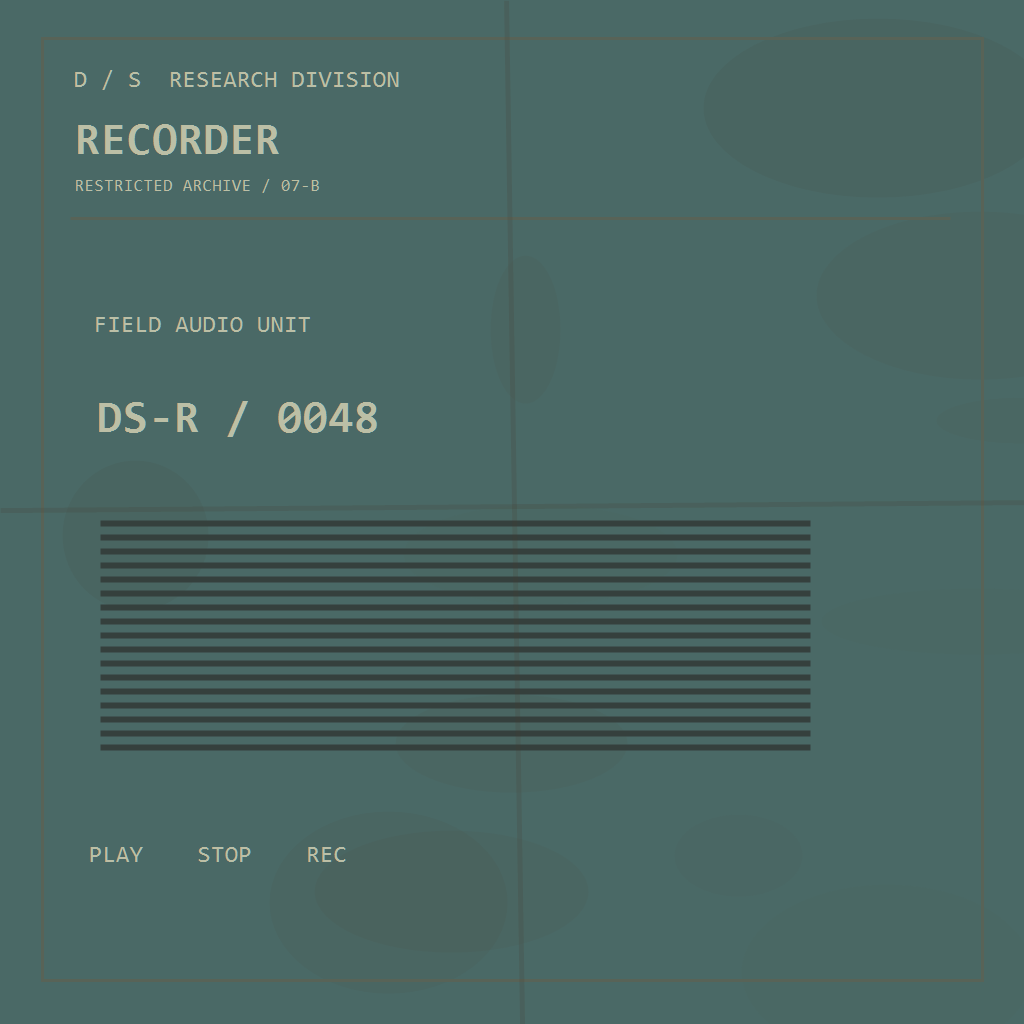 D / S RESEARCH DIVISION
RECORDER
RESTRICTED ARCHIVE / 07-B
FIELD AUDIO UNIT
DS-R / 0048
PLAY STOP REC